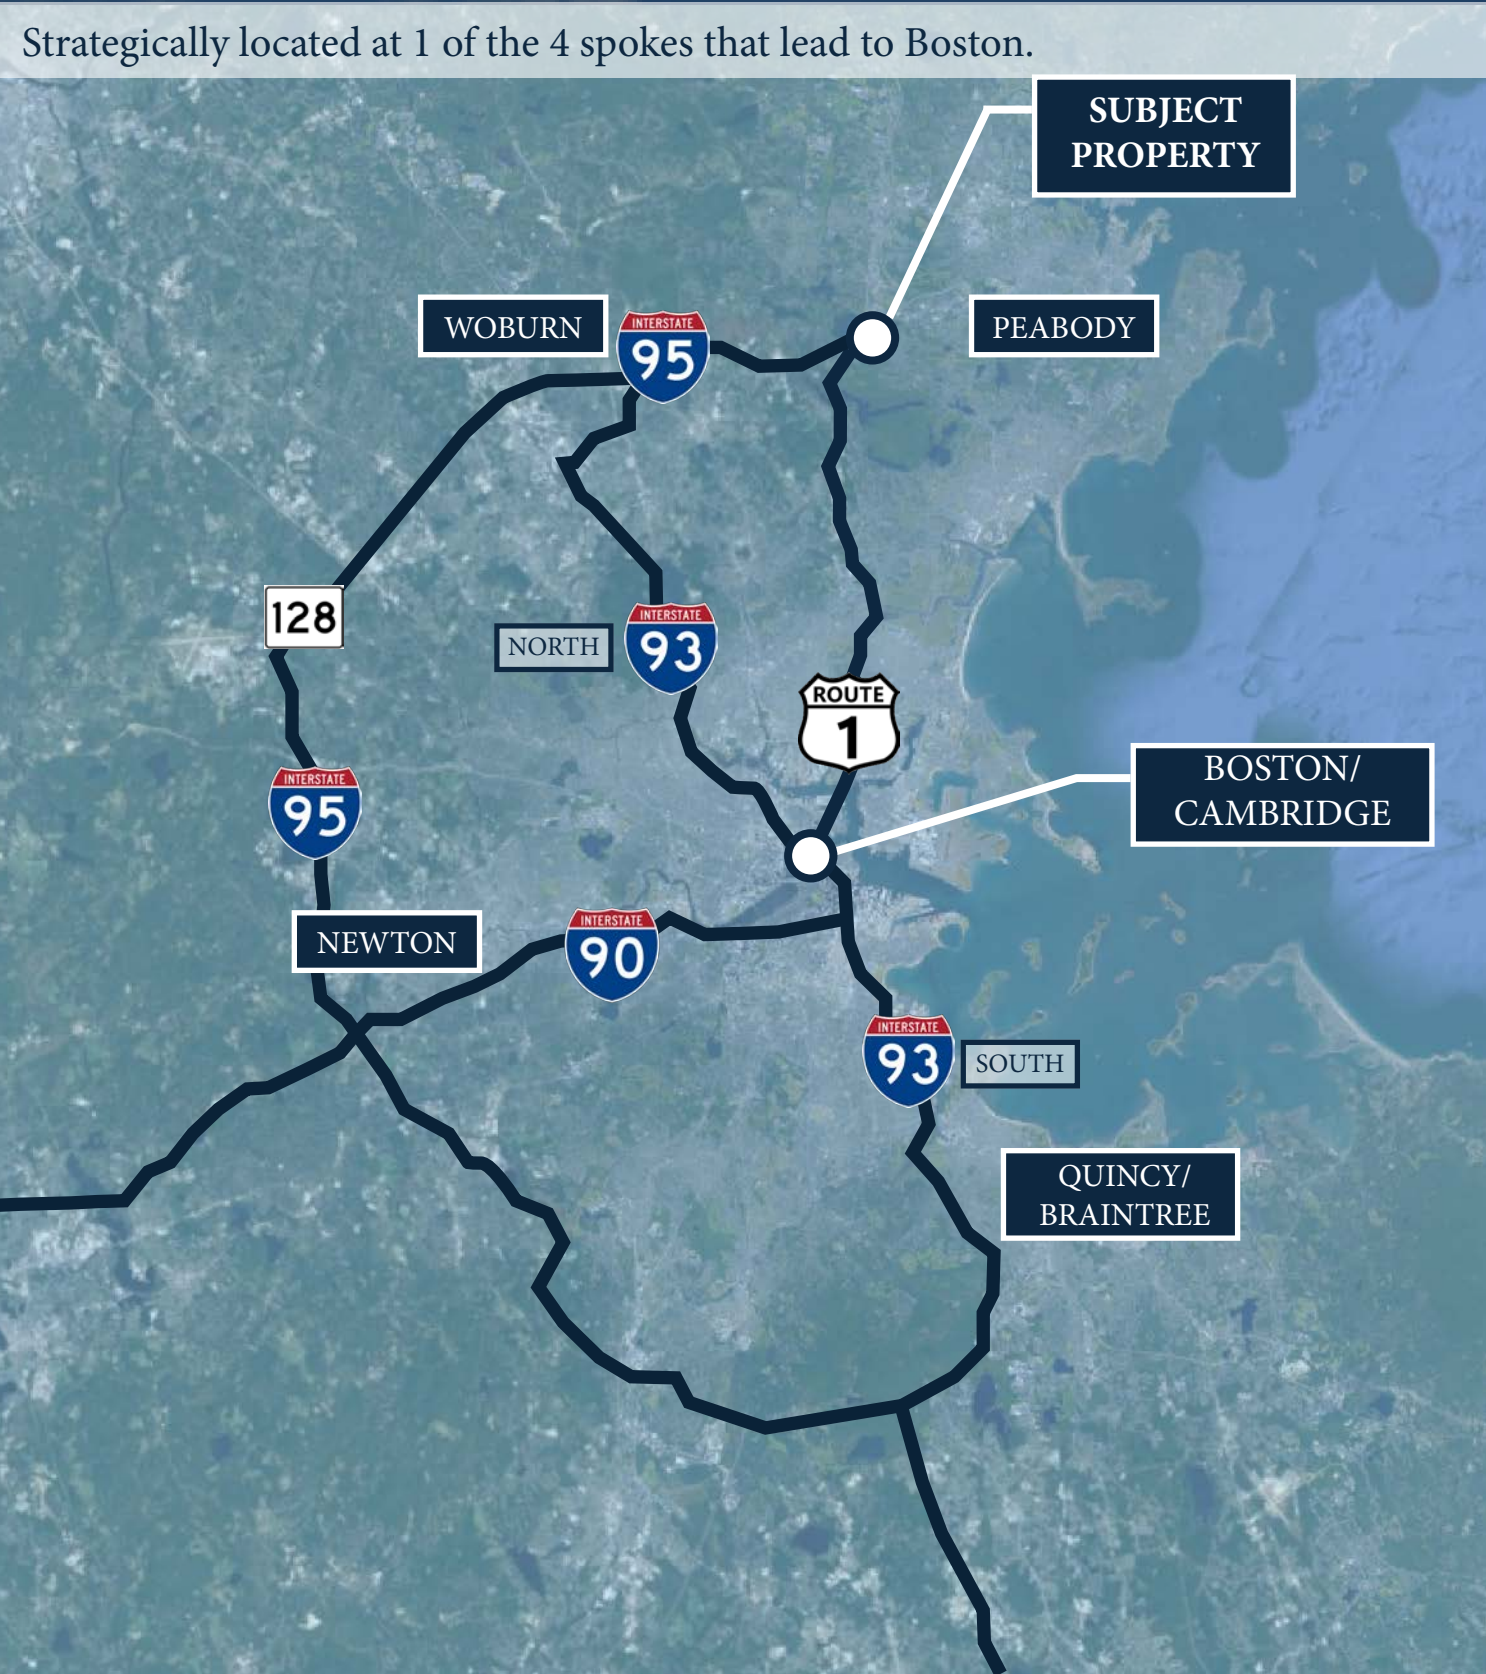 Strategically located at 1 of the 4 spokes that lead to Boston.
SUBJECT
PROPERTY
WOBURN
INTERSTATE
95
PEABODY
128
NORTH
INTERSTATE
93
ROUTE
1
INTERSTATE
95
BOSTON/
CAMBRIDGE
NEWTON
INTERSTATE
90
INTERSTATE
93
SOUTH
QUINCY/
BRAINTREE